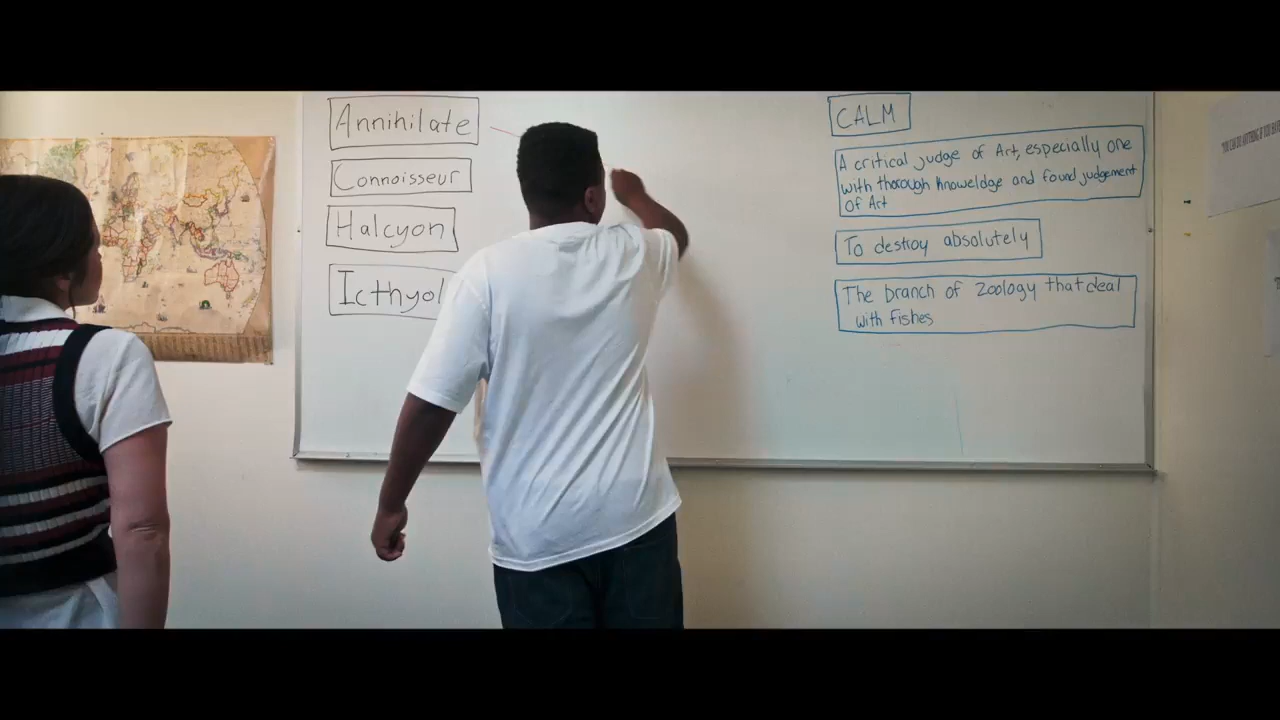 Annihilate
Connoisseur
Halcyon
Icthyol
CALM
A critical judge of Art, especially one
with thorough knoweldge and found judgement
Of Art
To destroy absolutely
The branch of zoology that deal
with fishes